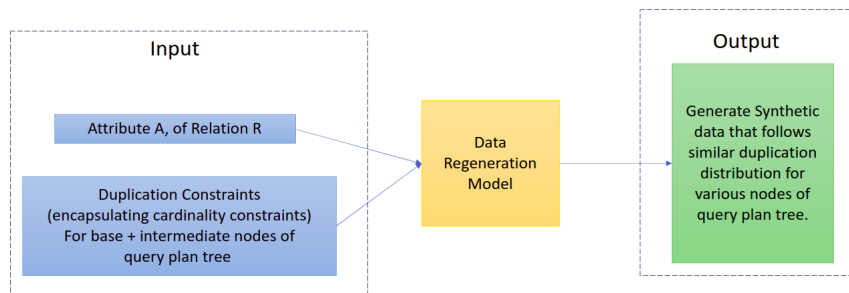 Input
Attribute A, of Relation R
Duplication Constraints
(encapsulating cardinality constraints)
For base + intermediate nodes of
query plan tree
Data
Regeneration
Model
Output
Generate Synthetic
data that follows
similar duplication
distribution for
various nodes of
query plan tree.